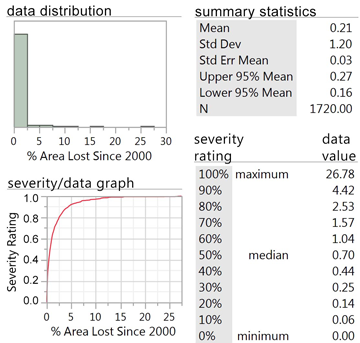 data distribution
0 5 10 15 20 25 30
% Area Lost Since 2000
severity/data graph
1.0
0.8
0.6
0.4
0.2
0.0
Severity Rating
0 5 10 15 20 25
% Area Lost Since 2000
summary statistics
Mean 0.21
Std Dev 1.20
Std Err Mean 0.03
Upper 95% Mean 0.27
Lower 95% Mean 0.16
N 1720.00
severity data
rating value
100% maximum 26.78
90% 4.42
80% 2.53
70% 1.57
60% 1.04
50% median 0.70
40% 0.44
30% 0.25
20% 0.14
10% 0.06
0% minimum 0.00